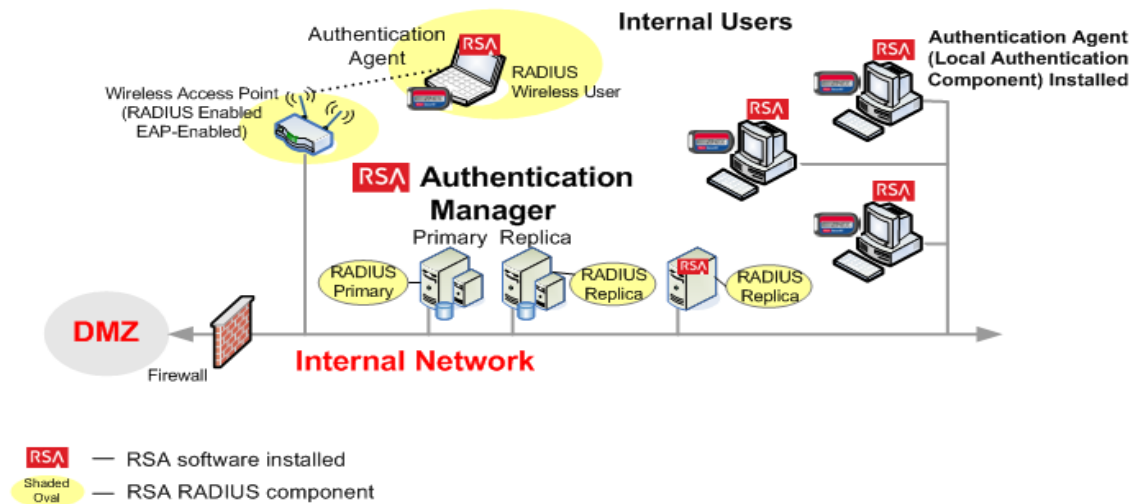 Internal Users
Authentication
Agent
RSA
RADIUS
Wireless User
Wireless Access Point
(RADIUS Enabled
EAP-Enabled)
RSA
Authentication Agent
(Local Authentication
Component) Installed
RSA
RSA
RSA Authentication
Manager
Primary Replica
RADIUS
Primary
RADIUS
Replica
RSA
RADIUS
Replica
DMZ
Firewall
Internal Network
RSA — RSA software installed
Shaded
Oval
— RSA RADIUS component